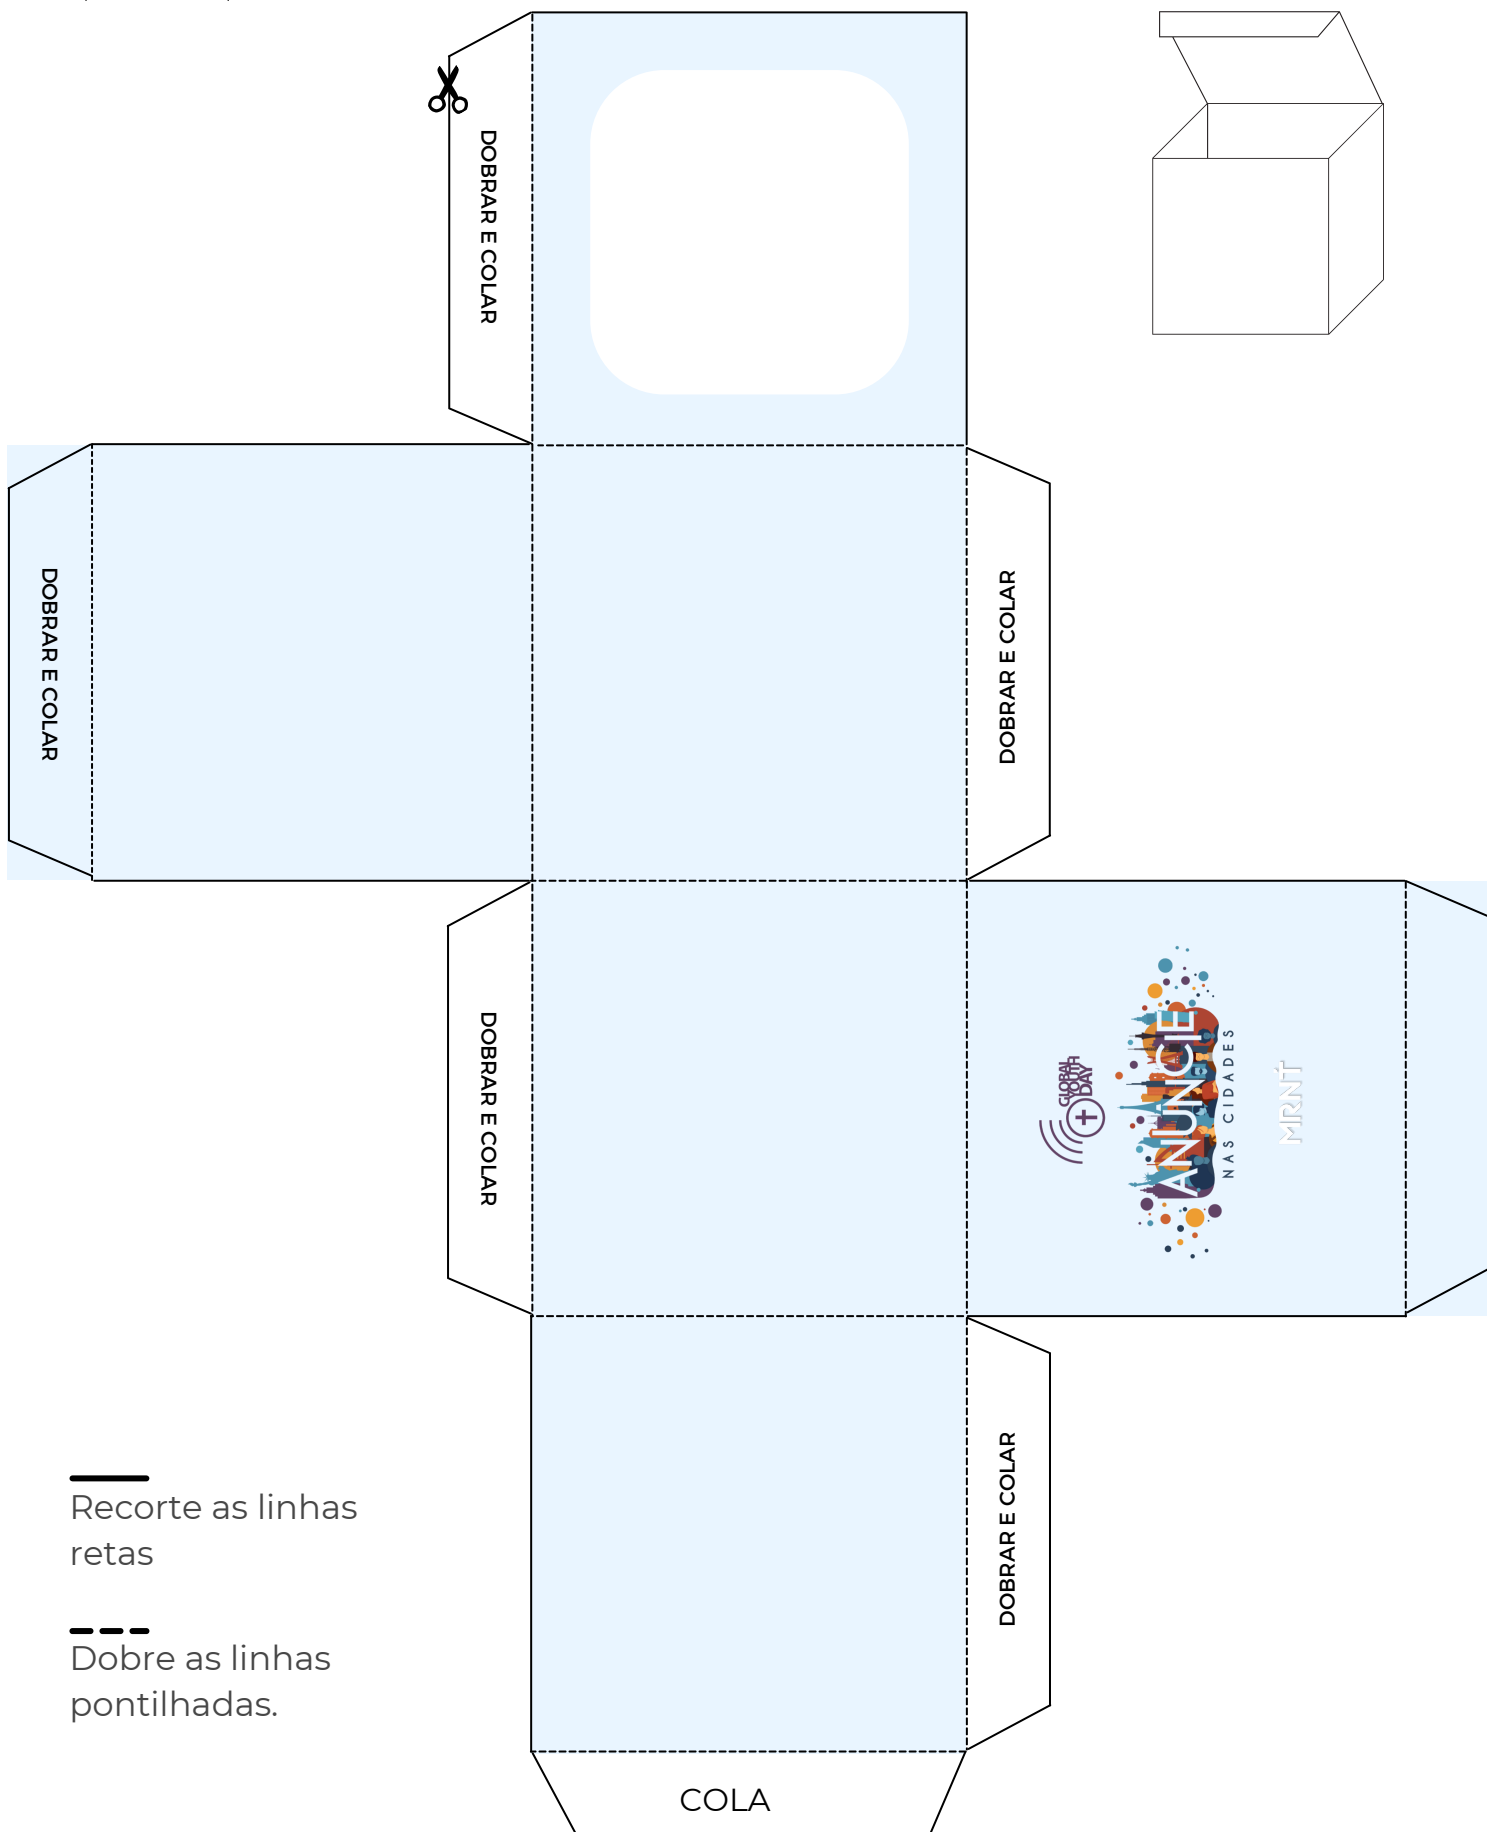 DOBRAR E COLAR
DOBRAR E COLAR
DOBRAR E COLAR
DOBRAR E COLAR
GLOBAL
YOUTH
DAY
ANUNCIE
NAS CIDADES
MRNT
DOBRAR E COLAR
Recorte as linhas
retas
Dobre as linhas
pontilhadas.
COLA